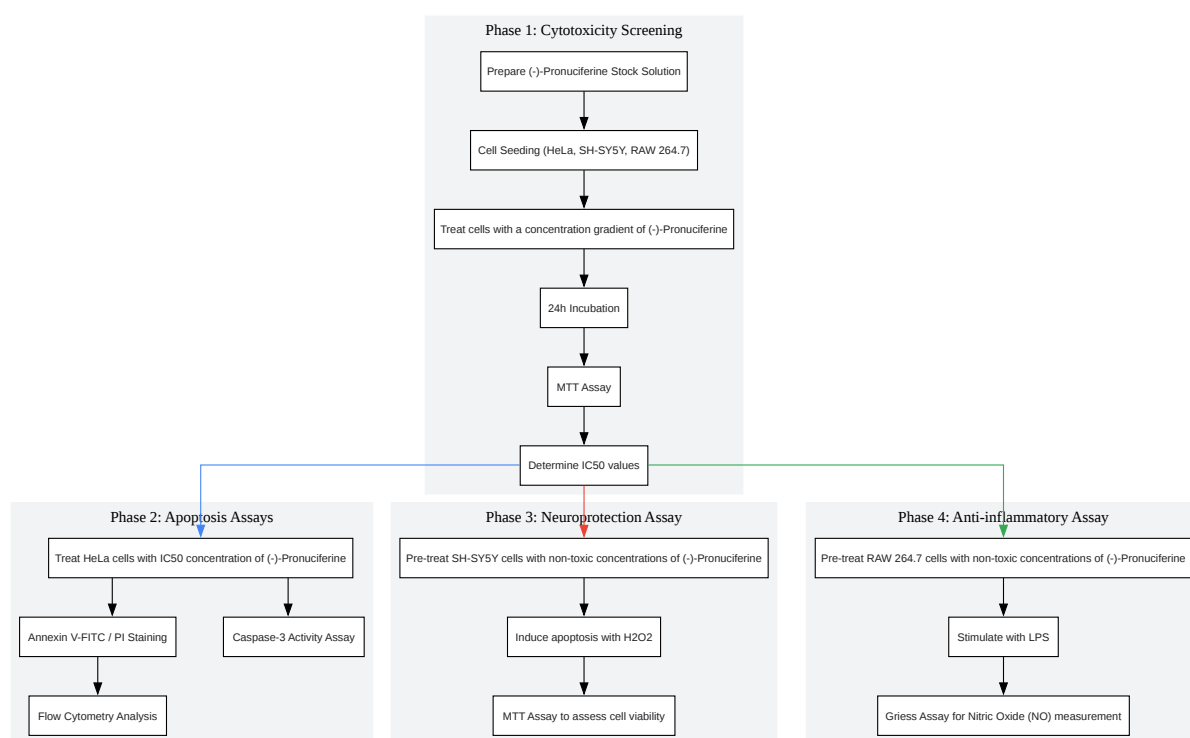 Phase 1: Cytotoxicity Screening
Prepare (-)-Pronuciferine Stock Solution
Cell Seeding (HeLa, SH-SY5Y, RAW 264.7)
Treat cells with a concentration gradient of (-)-Pronuciferine
24h Incubation
MTT Assay
Determine IC50 values
Phase 2: Apoptosis Assays
Treat HeLa cells with IC50 concentration of (-)-Pronuciferine
Annexin V-FITC / PI Staining
Caspase-3 Activity Assay
Flow Cytometry Analysis
Phase 3: Neuroprotection Assay
Pre-treat SH-SY5Y cells with non-toxic concentrations of (-)-Pronuciferine
Induce apoptosis with H2O2
MTT Assay to assess cell viability
Phase 4: Anti-inflammatory Assay
Pre-treat RAW 264.7 cells with non-toxic concentrations of (-)-Pronuciferine
Stimulate with LPS
Griess Assay for Nitric Oxide (NO) measurement